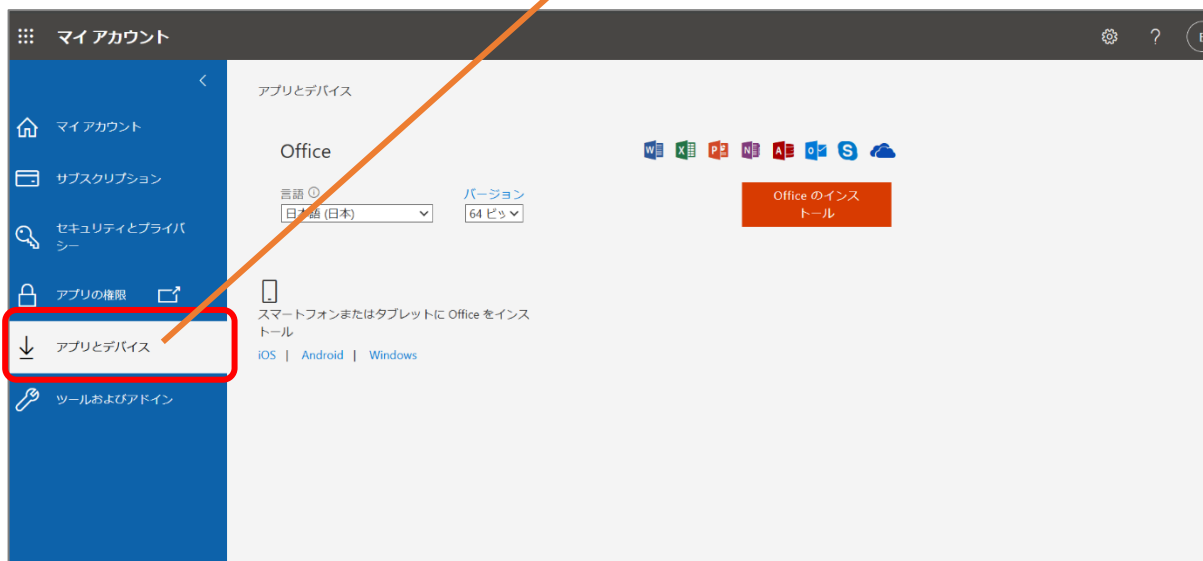 マイ アカウント
?
アプリとデバイス
マイ アカウント
サブスクリプション
セキュリティとプライバ
シー
アプリの権限
アプリとデバイス
ツールおよびアドイン
Office
言語
バージョン
日本語 (日本)
64 ビッ
Office のインス
トール
スマートフォンまたはタブレットに Office をインス
トール
iOS | Android | Windows